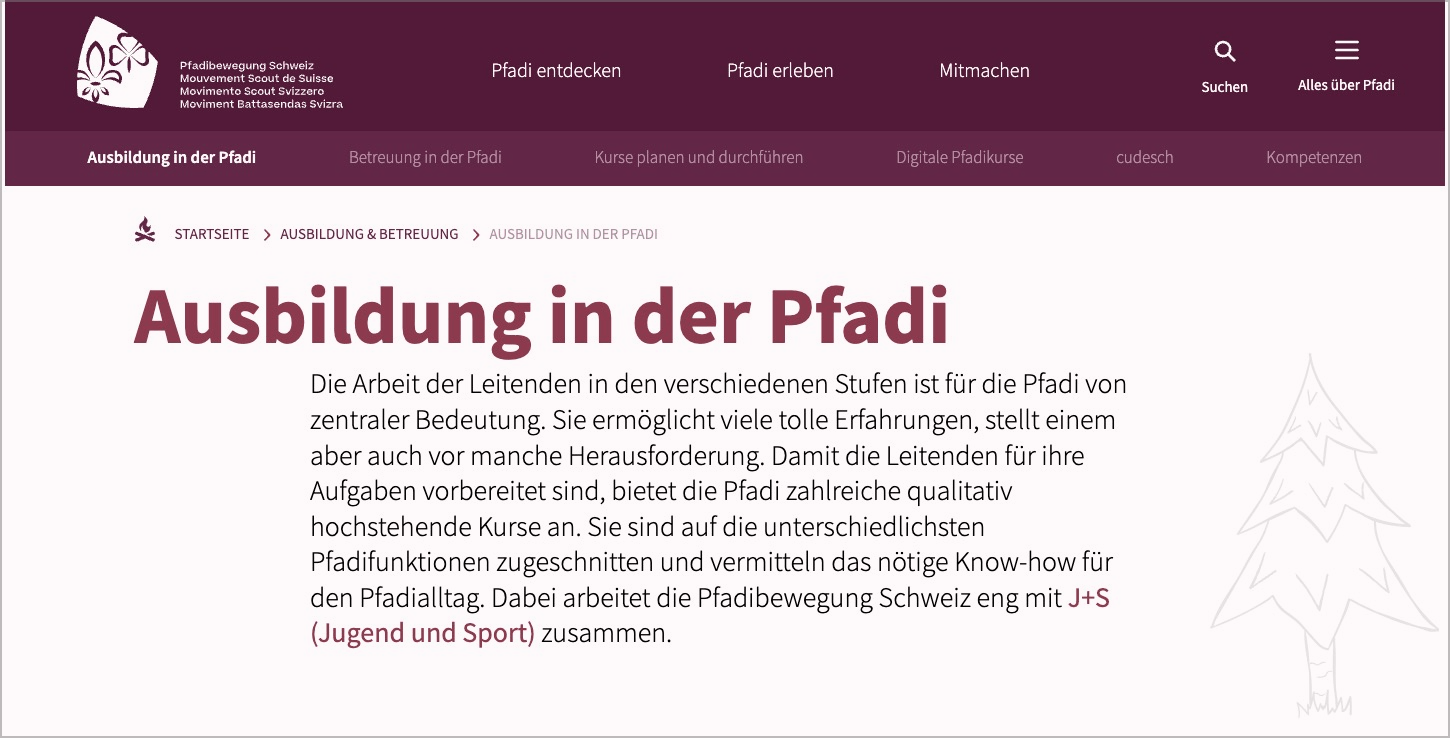 Pfadibewegung Schweiz
Mouvement Scout de Suisse
Movimento Scout Svizzero
Moviment Battasendas Svizra
Pfadi entdecken
Pfadi erleben
Mitmachen
Suchen
Alles über Pfadi
Ausbildung in der Pfadi
Betreuung in der Pfadi
Kurse planen und durchführen
Digitale Pfadikurse
cudesch
Kompetenzen
STARTSEITE > AUSBILDUNG & BETREUUNG > AUSBILDUNG IN DER PFADI
Ausbildung in der Pfadi
Die Arbeit der Leitenden in den verschiedenen Stufen ist für die Pfadi von
zentraler Bedeutung. Sie ermöglicht viele tolle Erfahrungen, stellt einem
aber auch vor manche Herausforderung. Damit die Leitenden für ihre
Aufgaben vorbereitet sind, bietet die Pfadi zahlreiche qualitativ
hochstehende Kurse an. Sie sind auf die unterschiedlichsten
Pfadifunktionen zugeschnitten und vermitteln das nötige Know-how für
den Pfadialltag. Dabei arbeitet die Pfadibewegung Schweiz eng mit J+S
(Jugend und Sport) zusammen.